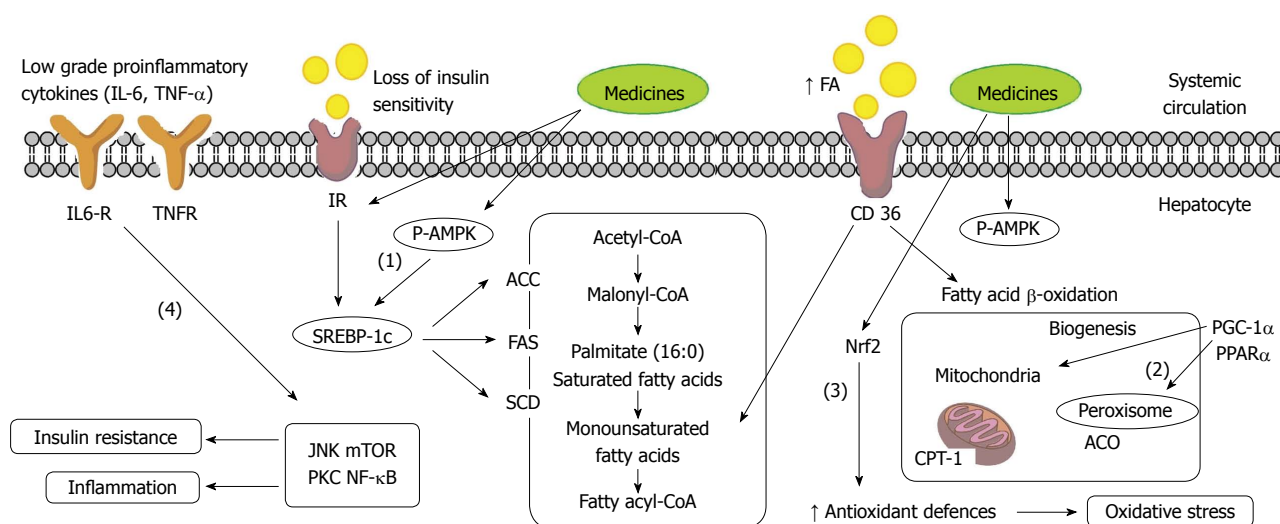 Low grade proinflammatory
cytokines (IL-6, TNF-α)
Loss of insulin
sensitivity
Medicines
↑ FA
Medicines
Systemic
circulation
IL6-R
TNFR
IR
CD 36
Hepatocyte
P-AMPK
P-AMPK
(1)
(4)
SREBP-1c
ACC
FAS
SCD
Acetyl-CoA
Malonyl-CoA
Palmitate (16:0)
Saturated fatty acids
Monounsaturated
fatty acids
Fatty acyl-CoA
Fatty acid β-oxidation
Nrf2
(3)
Biogenesis
PGC-1α
PPARα
(2)
Mitochondria
Peroxisome
ACO
CPT-1
Insulin resistance
Inflammation
JNK mTOR
PKC NF-κB
↑ Antioxidant defences
Oxidative stress